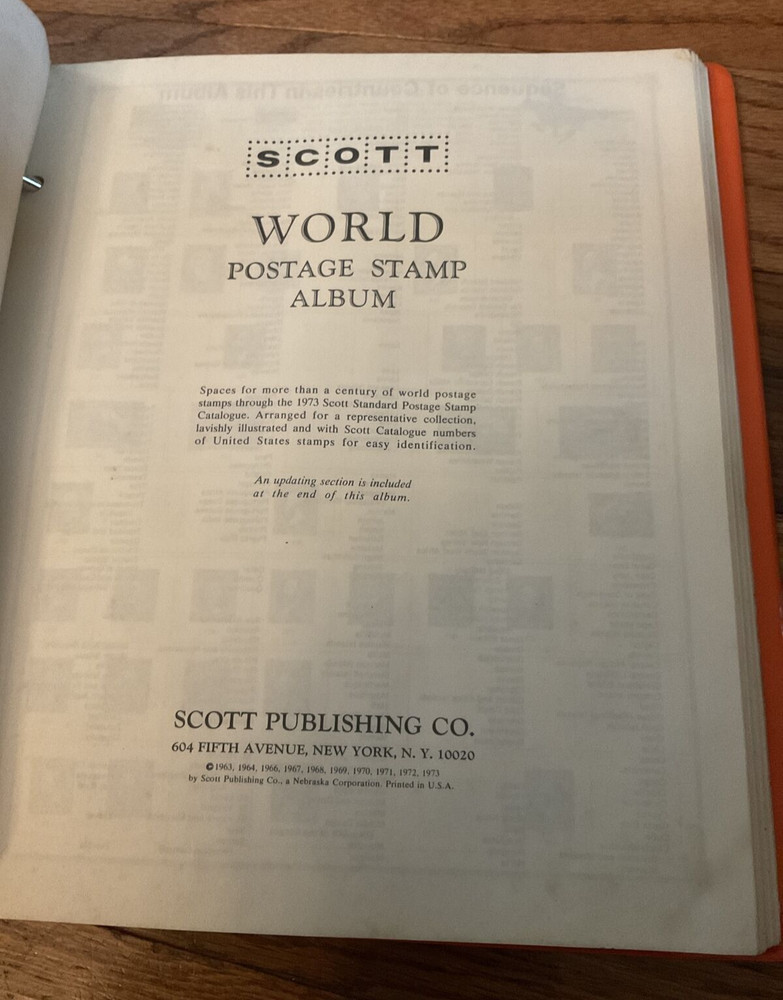 SCOTT
WORLD
POSTAGE STAMP
ALBUM
Spaces for more than a century of world postage
stamps through the 1973 Scott Standard Postage Stamp
Catalogue. Arranged for a representative collection,
lavishly illustrated and with Scott Catalogue numbers
of United States stamps for easy identification.
An updating section is included
at the end of this album.
SCOTT PUBLISHING CO.
604 FIFTH AVENUE, NEW YORK, N. Y. 10020
©1963, 1964, 1966, 1967, 1968, 1969, 1970, 1971, 1972, 1973
by Scott Publishing Co., a Nebraska Corporation. Printed in U.S.A.